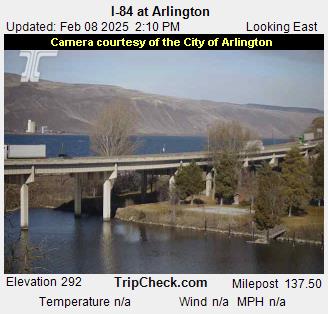 I-84 at Arlington
Updated: Feb 08 2025 2:10 PM Looking East
Camera courtesy of the City of Arlington
Elevation 292 TripCheck.com Milepost 137.50
Temperature n/a Wind n/a MPH n/a